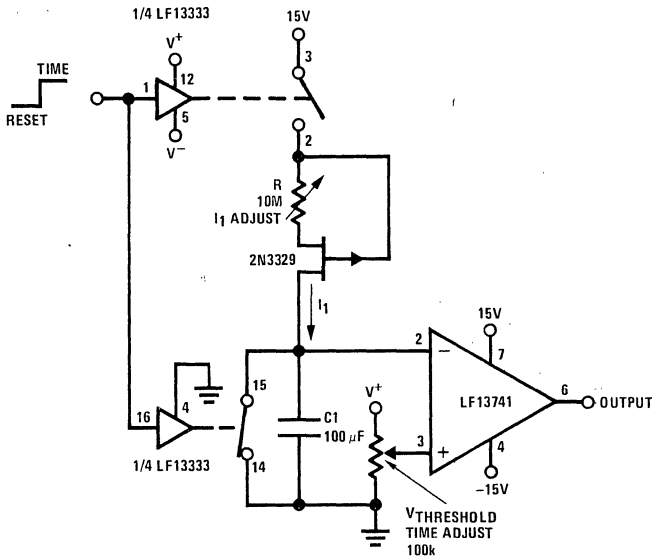 1/4 LF13333
15V
V+
TIME
3
1
12
5
RESET
V−
2
R
10M
I1 ADJUST
2N3329
I1
15V
2
−
7
15
4
16
C1
100 μF
V+
LF13741
6
OUTPUT
3
+
4
14
1/4 LF13333
−15V
VTHRESHOLD
TIME ADJUST
100k